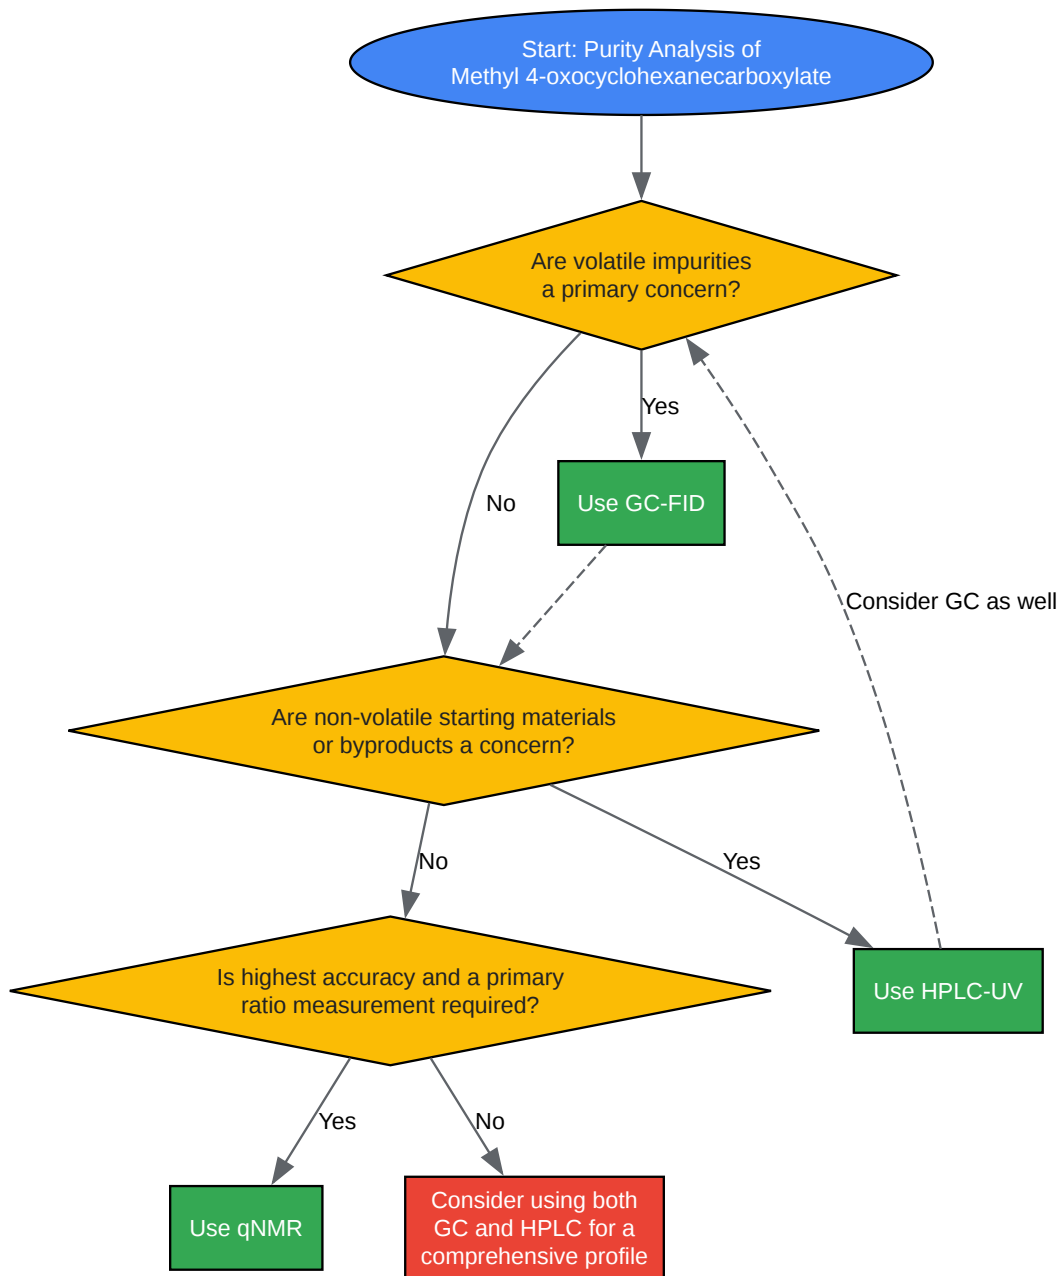 Start: Purity Analysis of
Methyl 4-oxocyclohexanecarboxylate
Are volatile impurities
a primary concern?
Yes
No
Use GC-FID
Consider GC as well
Are non-volatile starting materials
or byproducts a concern?
No
Yes
Is highest accuracy and a primary
ratio measurement required?
Use HPLC-UV
Yes
No
Use qNMR
Consider using both
GC and HPLC for a
comprehensive profile